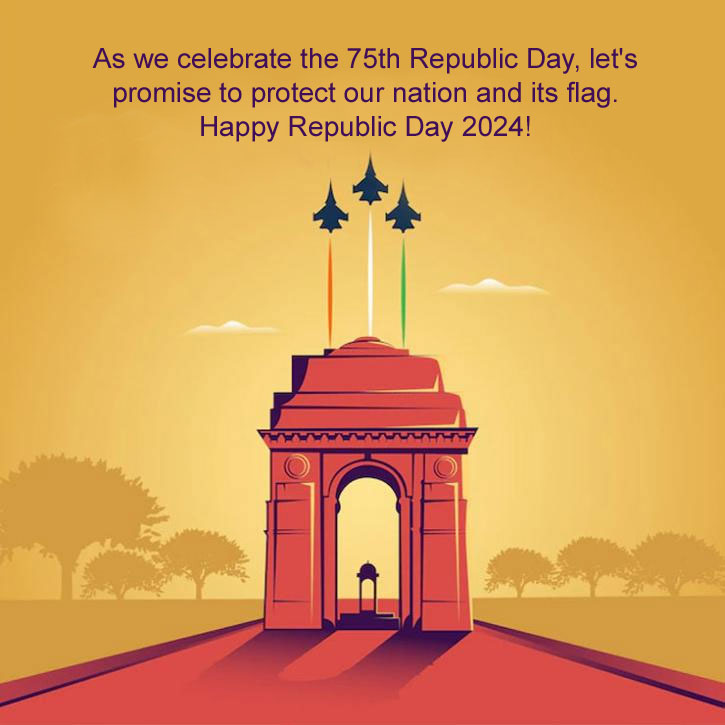 As we celebrate the 75th Republic Day, let's
promise to protect our nation and its flag.
Happy Republic Day 2024!